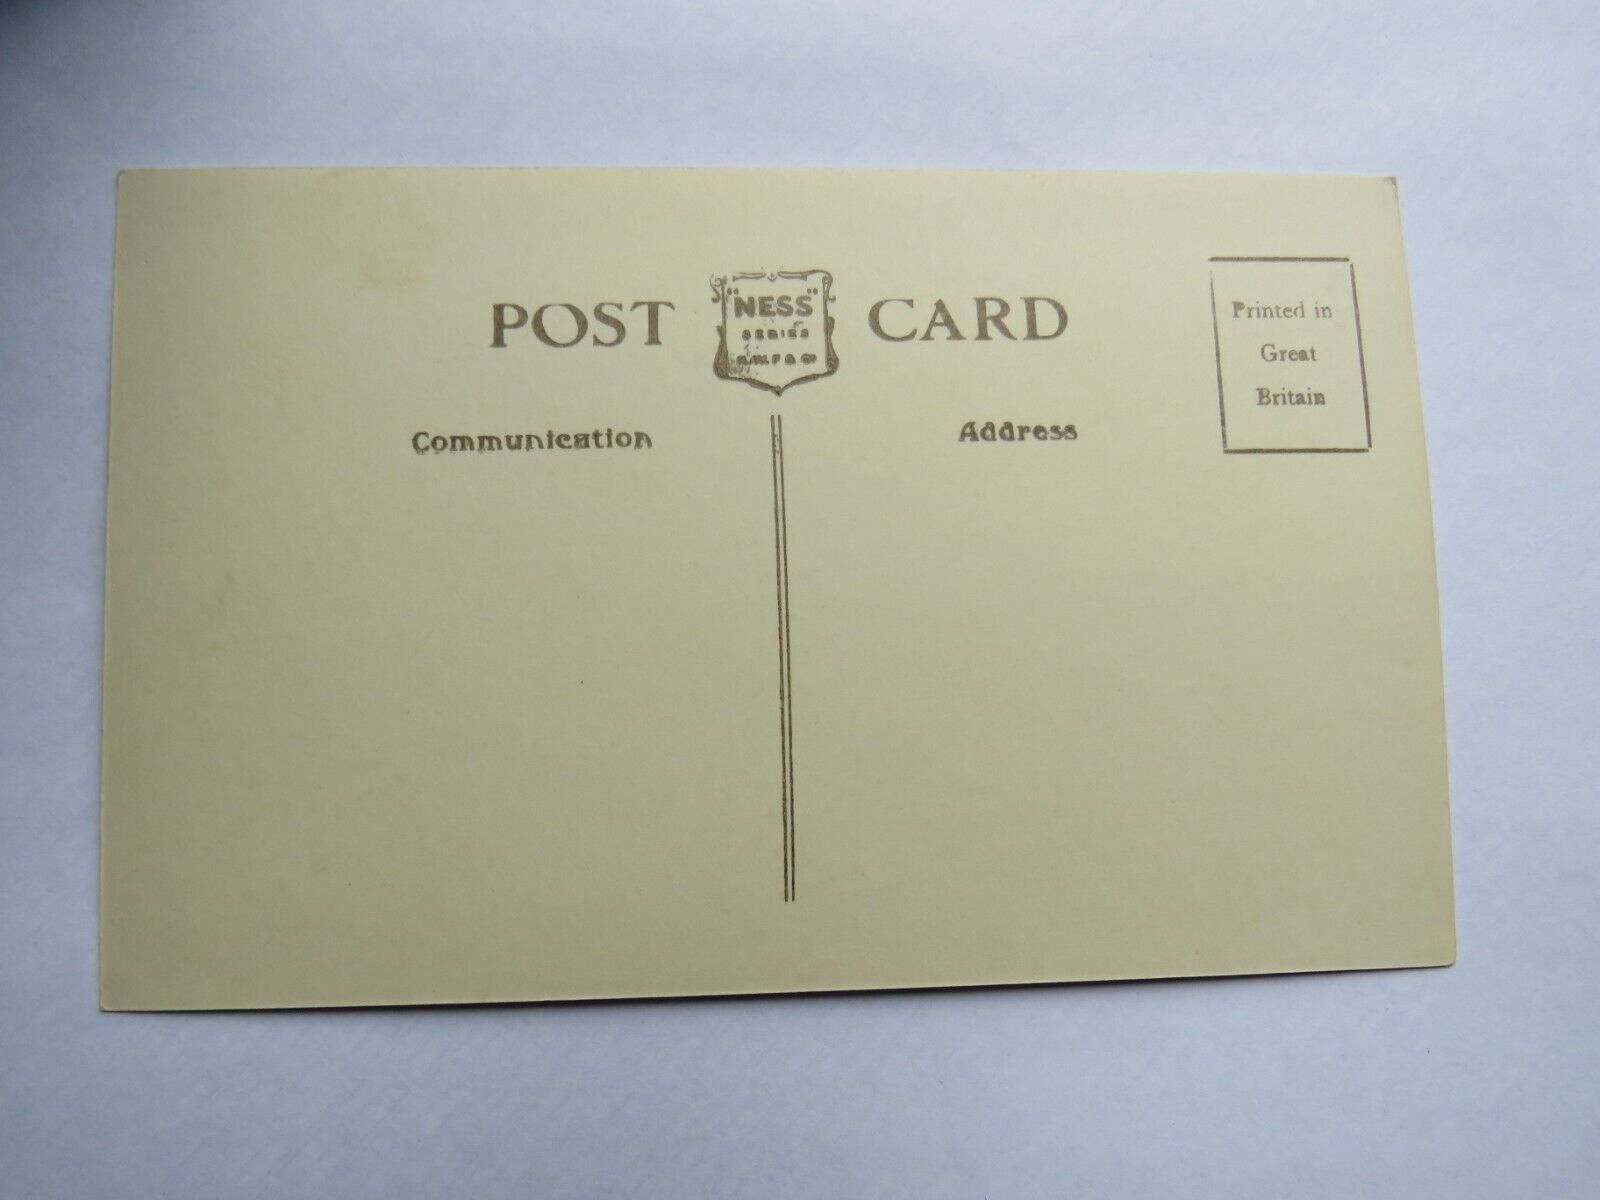 POST CARD
"NESS"
SERIES
Communication
Address
Printed in
Great
Britain